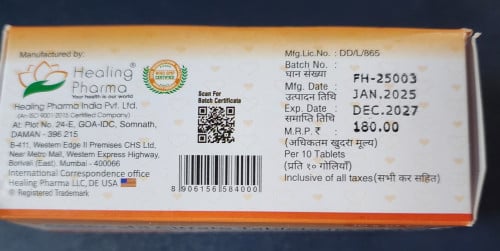 Manufactured by:
Healing®
Pharma
Your health is our world
Healing Pharma India Pvt. Ltd.
(An ISO 9001:2015 Certified Company)
At: Plot No. 24-E, GOA-IDC, Somnath,
DAMAN - 396 215
B-411, Western Edge II Premises CHS Ltd,
Near Metro Mall, Western Express Highway,
Borivali (East), Mumbai - 400066
International Correspondence office
Healing Pharma LLC, DE USA
® Registered Trademark
WHO GMP
CERTIFIED
Scan For
Batch Certificate
8 906156 584000
Mfg.Lic.No. : DD/L/865
Batch No. :
घान संख्या FH-25003
Mfg. Date :
उत्पादन तिथि JAN.2025
Exp. Date :
समाप्ति तिथि DEC.2027
M.R.P. ₹ : 180.00
(अधिकतम खुदरा मूल्य)
Per 10 Tablets
(प्रति १० गोलियाँ)
Inclusive of all taxes (सभी कर सहित)